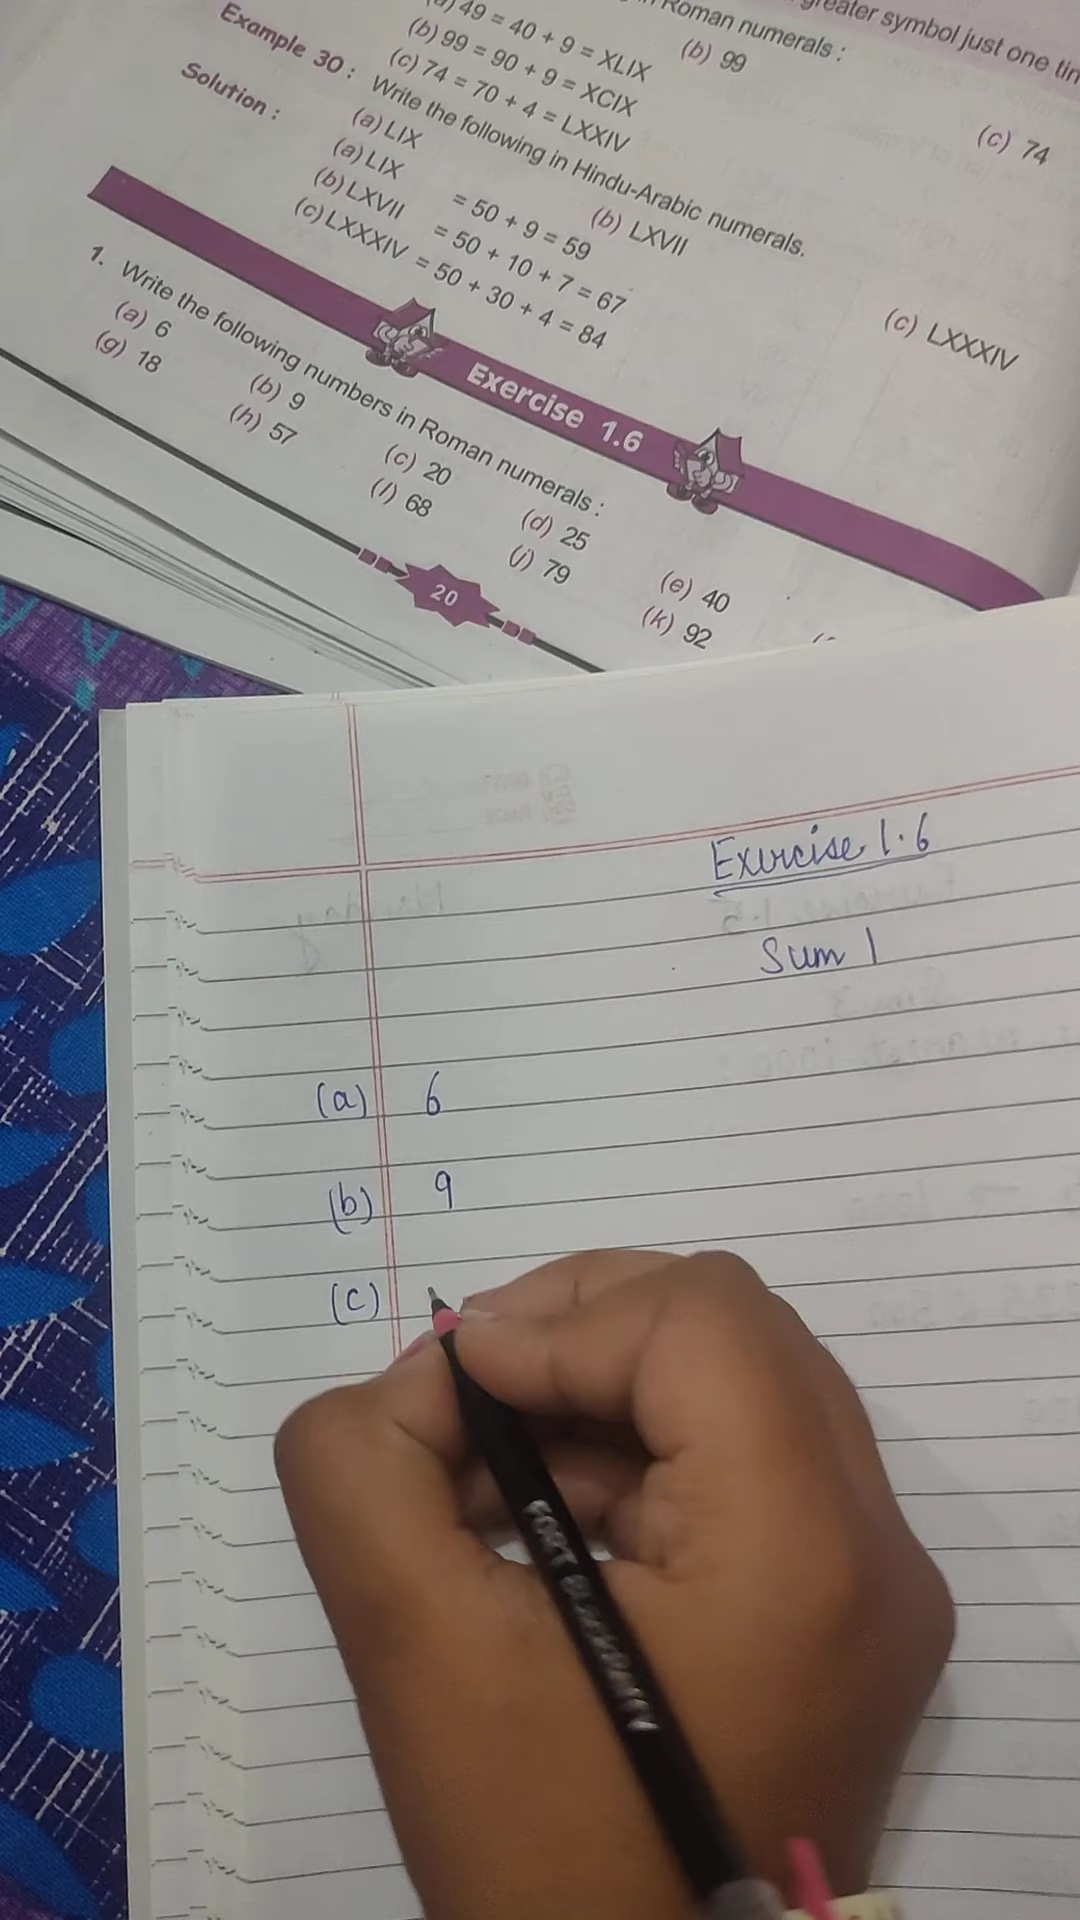 greater symbol just one tim
in Roman numerals :
(b) 99
(c) 74
49 = 40 + 9 = XLIX
(b) 99 = 90 + 9 = XCIX
(c) 74 = 70 + 4 = LXXIV
Example 30 : Write the following in Hindu-Arabic numerals.
(a) LIX (b) LXVII (c) LXXXIV
Solution :
(a) LIX = 50 + 9 = 59
(b) LXVII = 50 + 10 + 7 = 67
(c) LXXXIV = 50 + 30 + 4 = 84
Exercise 1.6
1. Write the following numbers in Roman numerals :
(a) 6 (b) 9 (c) 20 (d) 25 (e) 40
(g) 18 (h) 57 (i) 68 (j) 79 (k) 92
20
Exercise 1.6
Sum 1
(a) 6
(b) 9
(c)